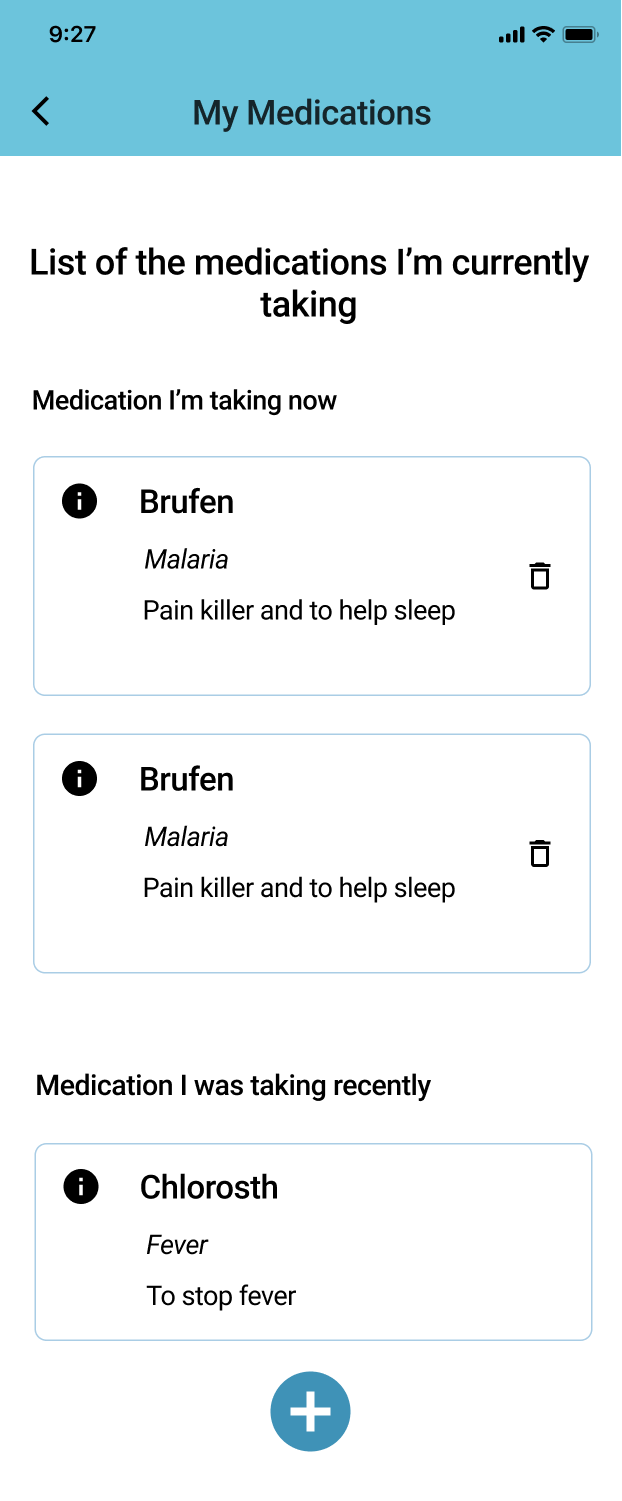 9:27
My Medications
List of the medications I’m currently
taking
Medication I’m taking now
Brufen
Malaria
Pain killer and to help sleep
Brufen
Malaria
Pain killer and to help sleep
Medication I was taking recently
Chlorosth
Fever
To stop fever